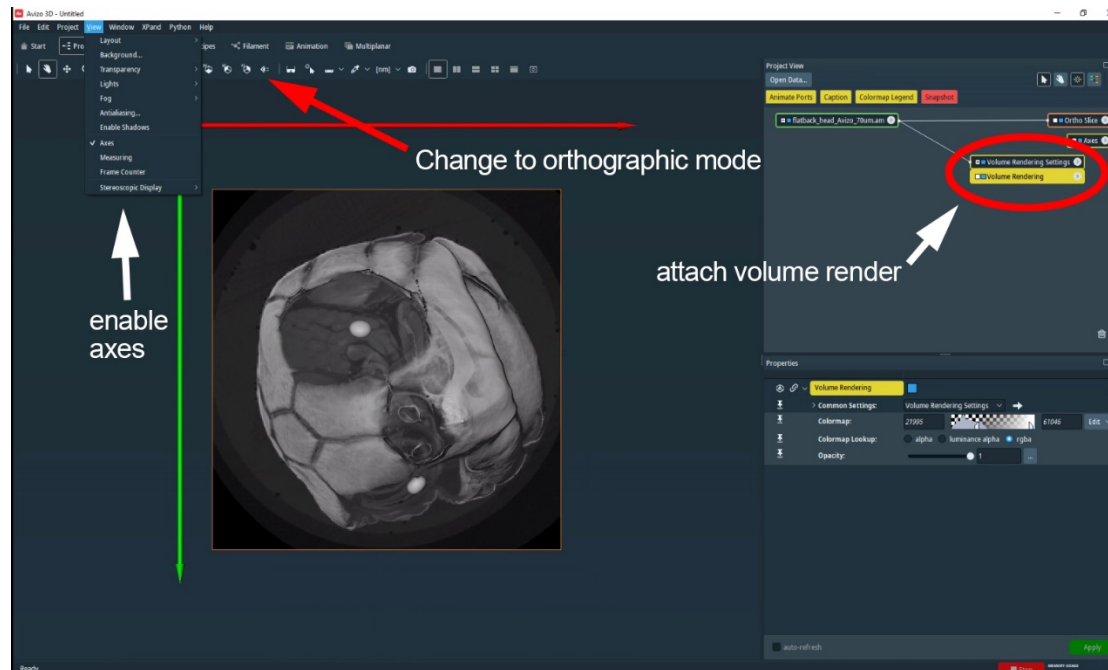 Avizo 3D - Untitled
File Edit Project View Window XPand Python Help
Start Filament Animation Multiplanar
Layout
Background...
Transparency
Lights
Fog
Antialiasing...
Enable Shadows
Axes
Measuring
Frame Counter
Stereoscopic Display
[nm]
Change to orthographic mode
enable
axes
attach volume render
Project View
Open Data...
Animate Ports Caption Colormap Legend Snapshot
flatback_head_Avizo_70um.am
Ortho Slice
Axes
Volume Rendering Settings
Volume Rendering
Properties
Volume Rendering
Common Settings: Volume Rendering Settings
Colormap: 21995 61046 Edit
Colormap Lookup: alpha luminance alpha rgba
Opacity: 1 ...
auto-refresh Apply
Ready
MEMORY USAGE